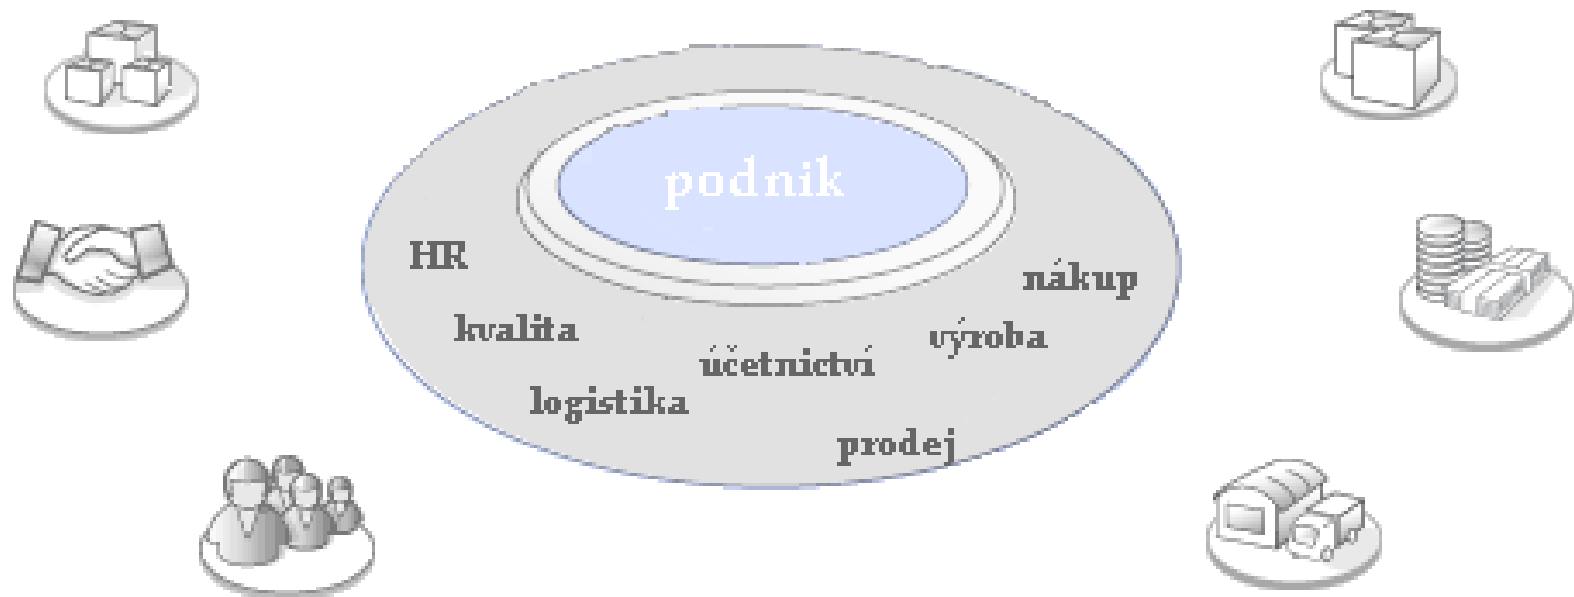 podnik
HR
nákup
kvalita
výroba
účetnictví
logistika
prodej